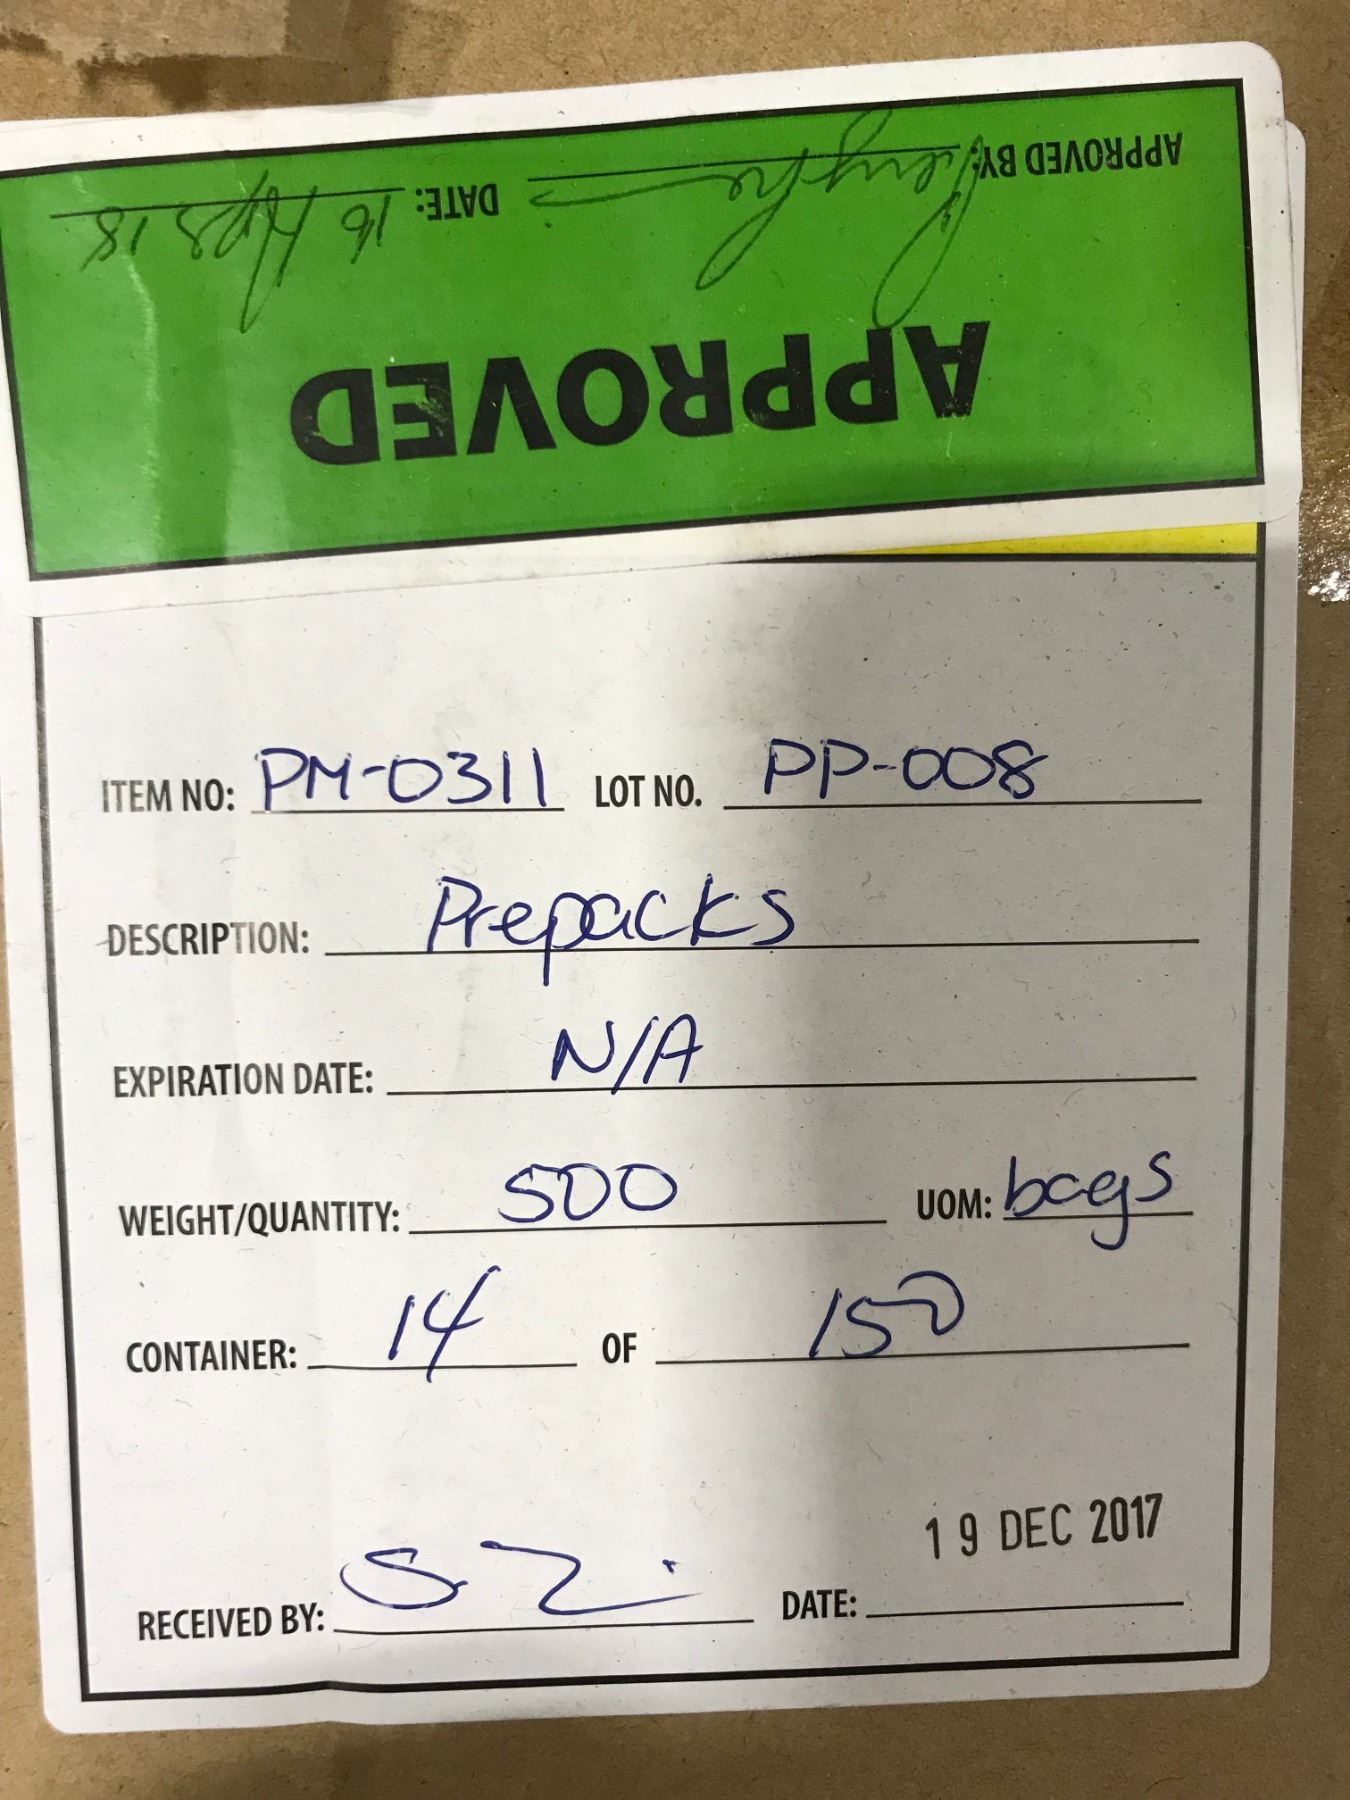 APPROVED
APPROVED BY:
DATE: 16 Apr 18
ITEM NO: PM-0311 LOT NO. PP-008
DESCRIPTION: Prepacks
EXPIRATION DATE: N/A
WEIGHT/QUANTITY: 500 UOM: bags
CONTAINER: 14 OF 150
19 DEC 2017
RECEIVED BY: DATE: